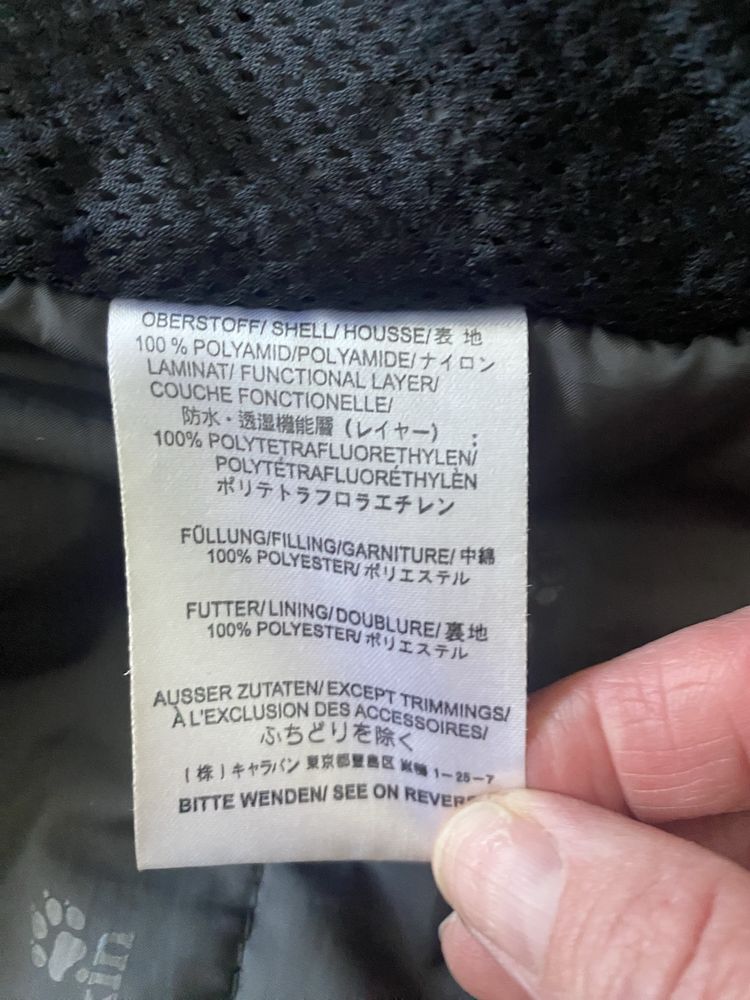 OBERSTOFF/ SHELL/ HOUSSE/ 表 地
100 % POLYAMID/POLYAMIDE/ ナイロン
LAMINAT/ FUNCTIONAL LAYER/
COUCHE FONCTIONELLE/
防水・透湿機能層 (レイヤー) :
100% POLYTETRAFLUORETHYLEN/
POLYTÉTRAFLUORÉTHYLÈN
ポリテトラフロラエチレン
FÜLLUNG/FILLING/GARNITURE/ 中綿
100% POLYESTER/ ポリエステル
FUTTER/ LINING/ DOUBLURE/ 裏地
100% POLYESTER/ ポリエステル
AUSSER ZUTATEN/ EXCEPT TRIMMINGS/
À L'EXCLUSION DES ACCESSOIRES/
ふちどりを除く
(株) キャラバン 東京都豊島区 巣鴨 1-25-7
BITTE WENDEN/ SEE ON REVERS
kin